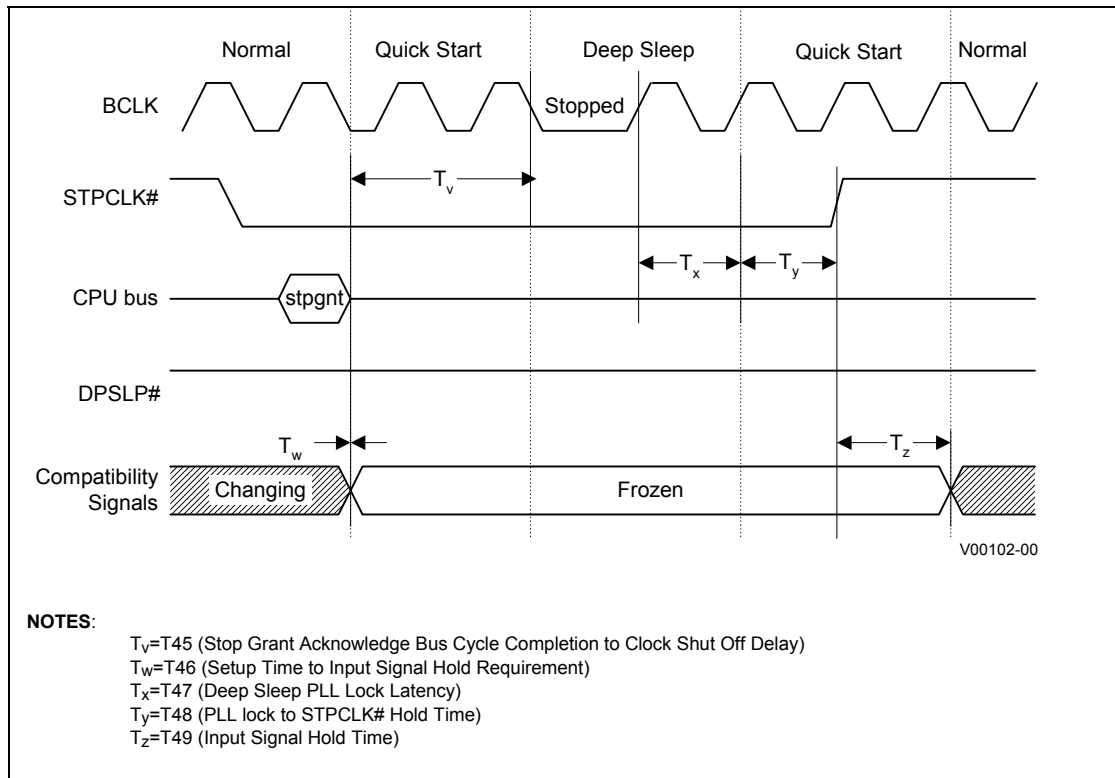 Normal Quick Start Deep Sleep Quick Start Normal
BCLK
Stopped
STPCLK#
Tv
Tx Ty
CPU bus
stpgnt
DPSLP#
Tw
Tz
Compatibility
Signals
Changing
Frozen
V00102-00
NOTES:
Tv=T45 (Stop Grant Acknowledge Bus Cycle Completion to Clock Shut Off Delay)
Tw=T46 (Setup Time to Input Signal Hold Requirement)
Tx=T47 (Deep Sleep PLL Lock Latency)
Ty=T48 (PLL lock to STPCLK# Hold Time)
Tz=T49 (Input Signal Hold Time)